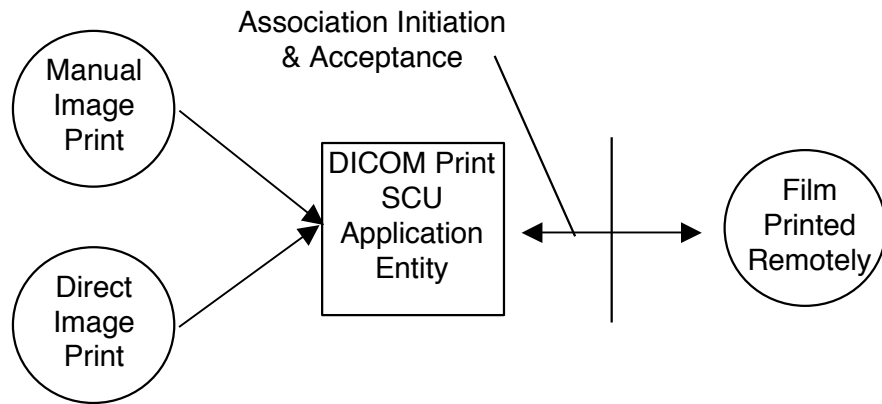 Association Initiation
& Acceptance
Manual
Image
Print
DICOM Print
SCU
Application
Entity
Film
Printed
Remotely
Direct
Image
Print